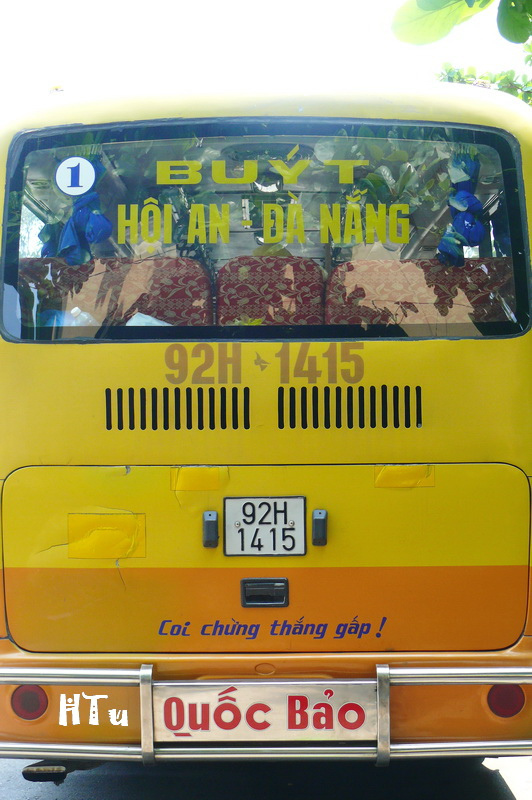 BUÝT
1
HỘI AN - ĐÀ NẴNG
92H 1415
92H
1415
Coi chừng thắng gấp!
HTu
Quốc Bảo